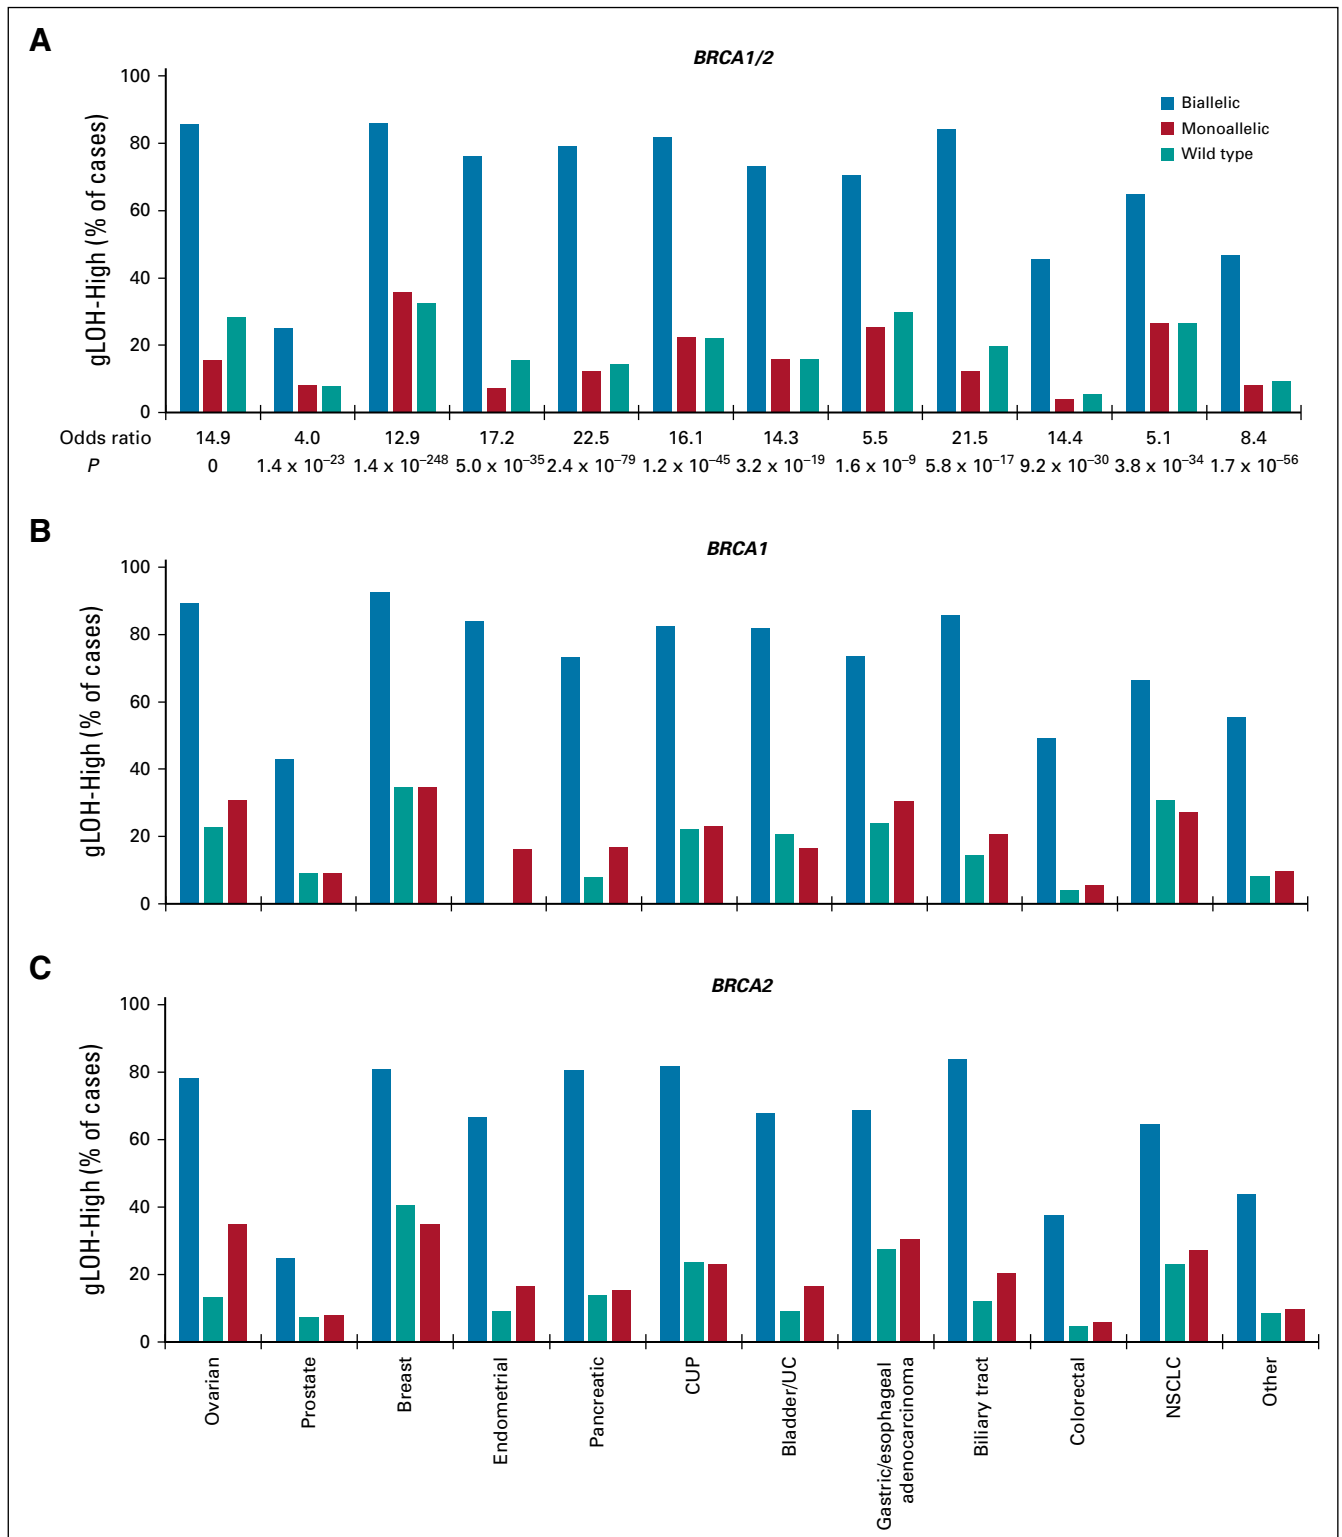 A
BRCA1/2
gLOH-High (% of cases)
100
80
60
40
20
0
Biallelic
Monoallelic
Wild type
Odds ratio 14.9 4.0 12.9 17.2 22.5 16.1 14.3 5.5 21.5 14.4 5.1 8.4
P 0 1.4 x 10–23 1.4 x 10–248 5.0 x 10–35 2.4 x 10–79 1.2 x 10–45 3.2 x 10–19 1.6 x 10–9 5.8 x 10–17 9.2 x 10–30 3.8 x 10–34 1.7 x 10–56
B
BRCA1
gLOH-High (% of cases)
100
80
60
40
20
0
C
BRCA2
gLOH-High (% of cases)
100
80
60
40
20
0
Ovarian
Prostate
Breast
Endometrial
Pancreatic
CUP
Bladder/UC
Gastric/esophageal
adenocarcinoma
Biliary tract
Colorectal
NSCLC
Other